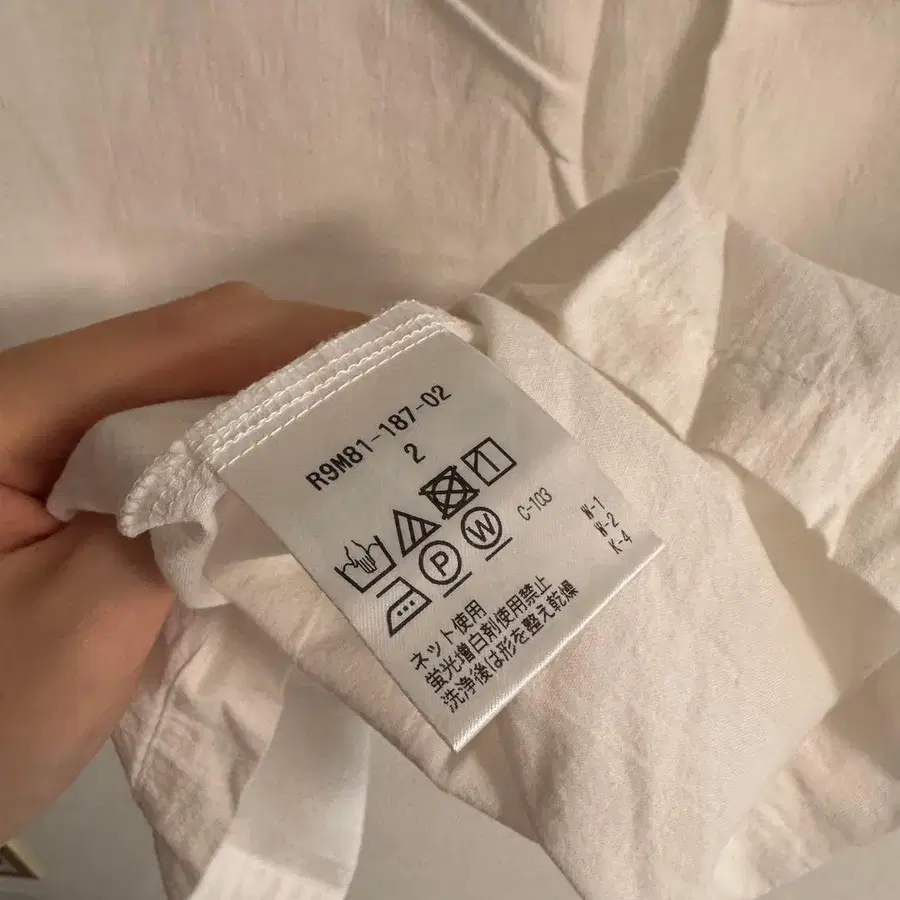 R9M81-187-02
2
C-103
W-1
W-2
K-4
P W
ネット使用
蛍光増白剤使用禁止
洗浄後は形を整え乾燥